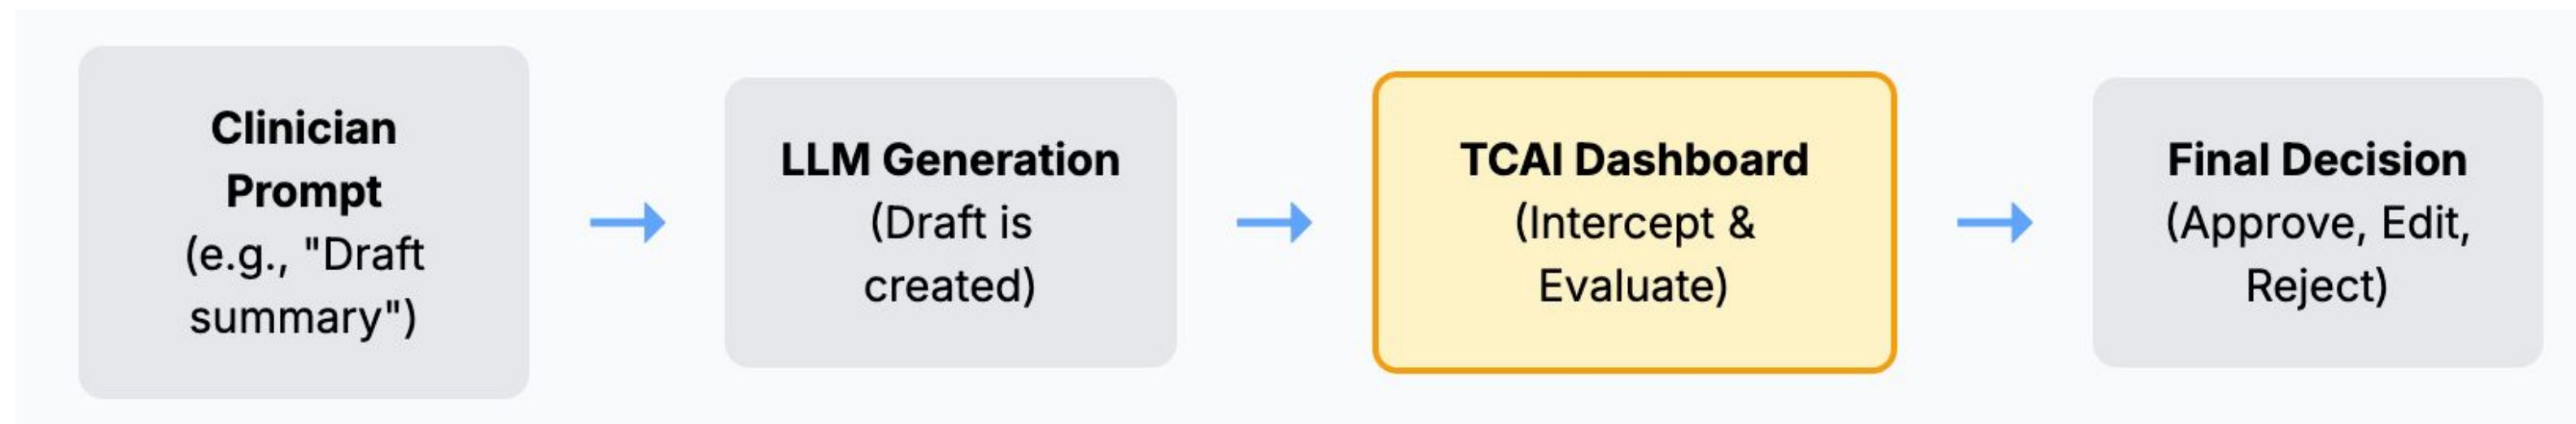 Clinician
Prompt
(e.g., "Draft
summary")
LLM Generation
(Draft is
created)
TCAI Dashboard
(Intercept &
Evaluate)
Final Decision
(Approve, Edit,
Reject)